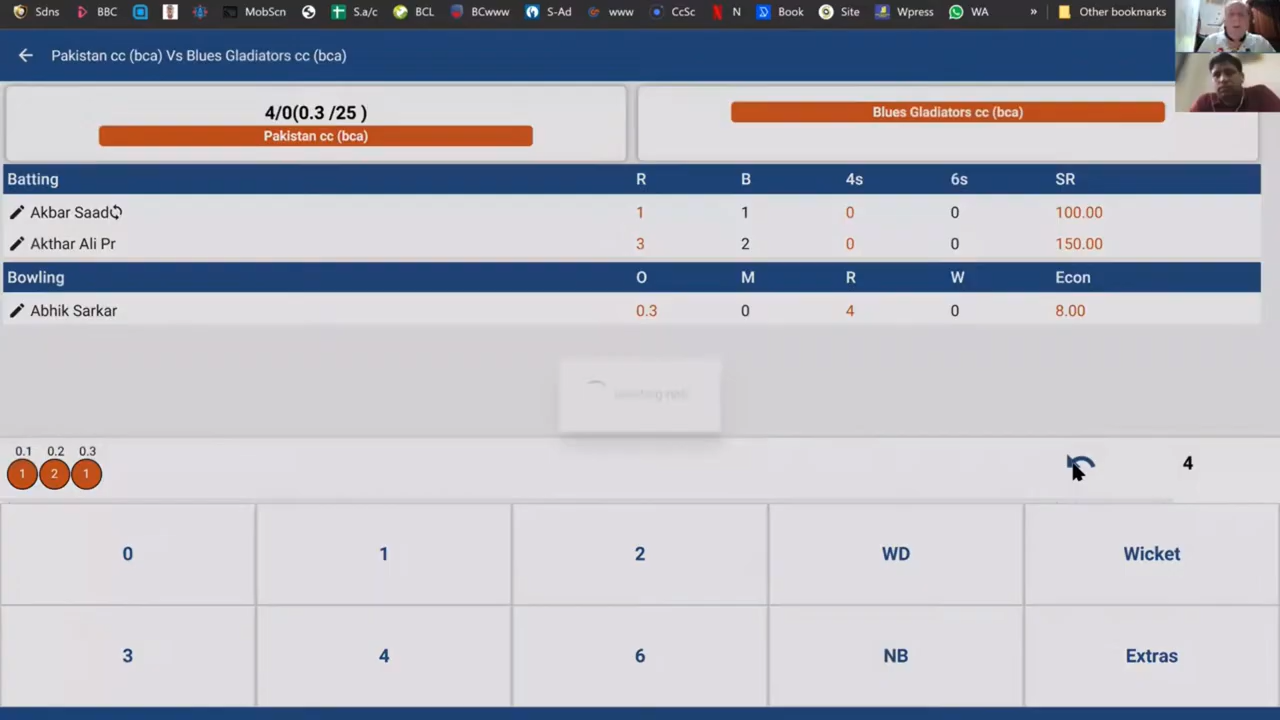 Sdns BBC MobScn S.a/c BCL BCwww S-Ad www CcSc N Book Site Wpress WA » Other bookmarks
Pakistan cc (bca) Vs Blues Gladiators cc (bca)
4/0(0.3 /25 )
Pakistan cc (bca)
Blues Gladiators cc (bca)
Batting R B 4s 6s SR
Akbar Saad 1 1 0 0 100.00
Akthar Ali Pr 3 2 0 0 150.00
Bowling O M R W Econ
Abhik Sarkar 0.3 0 4 0 8.00
0.1 0.2 0.3
1 2 1
4
0 1 2 WD Wicket
3 4 6 NB Extras